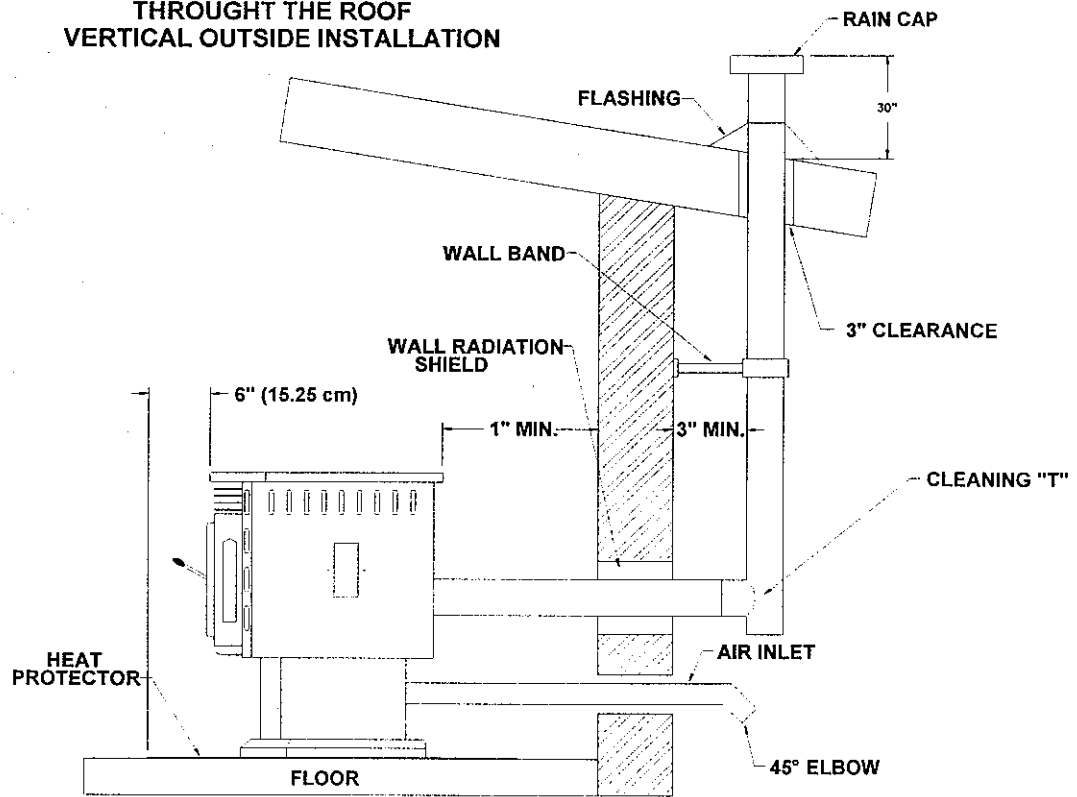 THROUGHT THE ROOF
VERTICAL OUTSIDE INSTALLATION
RAIN CAP
FLASHING
30"
WALL BAND
3" CLEARANCE
WALL RADIATION
SHIELD
6" (15.25 cm)
1" MIN.
3" MIN.
CLEANING "T"
HEAT
PROTECTOR
AIR INLET
45° ELBOW
FLOOR